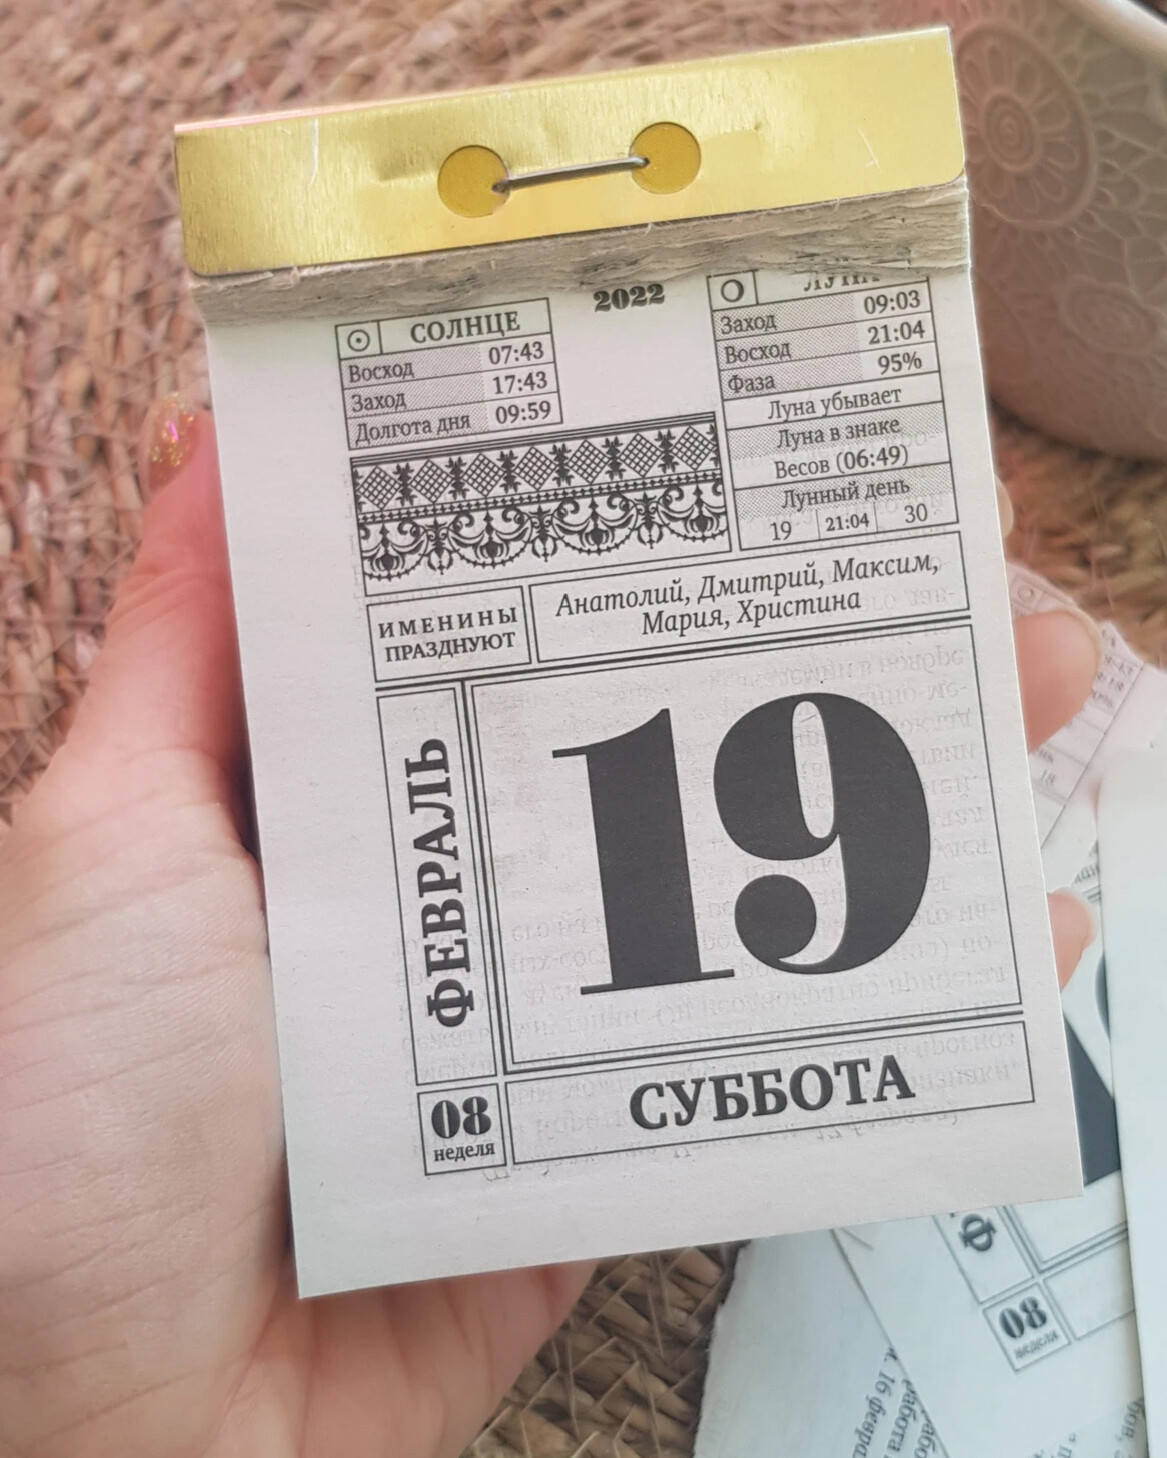 2022
СОЛНЦЕ
Восход 07:43
Заход 17:43
Долгота дня 09:59
Заход 09:03
Восход 21:04
Фаза 95%
Луна убывает
Луна в знаке
Весов (06:49)
Лунный день
19 21:04 30
ИМЕНИНЫ
ПРАЗДНУЮТ
Анатолий, Дмитрий, Максим,
Мария, Христина
ФЕВРАЛЬ
19
08
неделя
СУББОТА
08
неделя